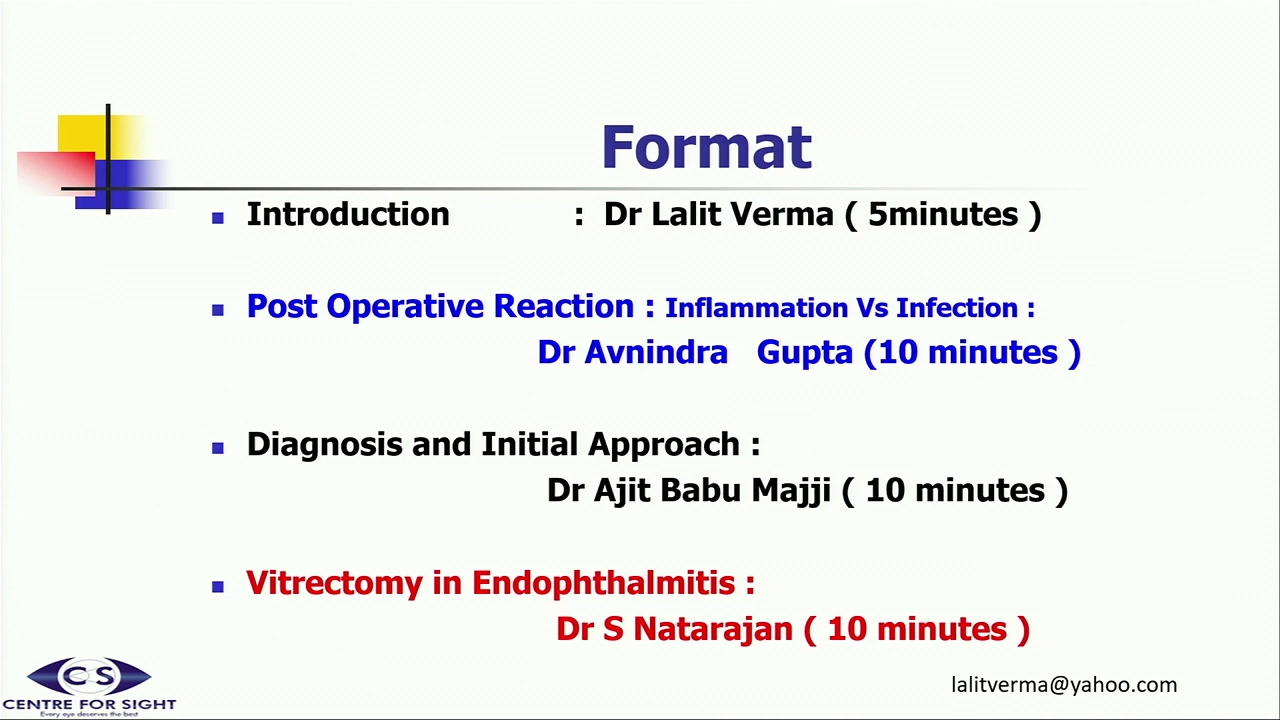 Format
Introduction : Dr Lalit Verma ( 5minutes )
Post Operative Reaction : Inflammation Vs Infection :
Dr Avnindra Gupta (10 minutes )
Diagnosis and Initial Approach :
Dr Ajit Babu Majji ( 10 minutes )
Vitrectomy in Endophthalmitis :
Dr S Natarajan ( 10 minutes )
CS
CENTRE FOR SIGHT
Every eye deserves the best
lalitverma@yahoo.com